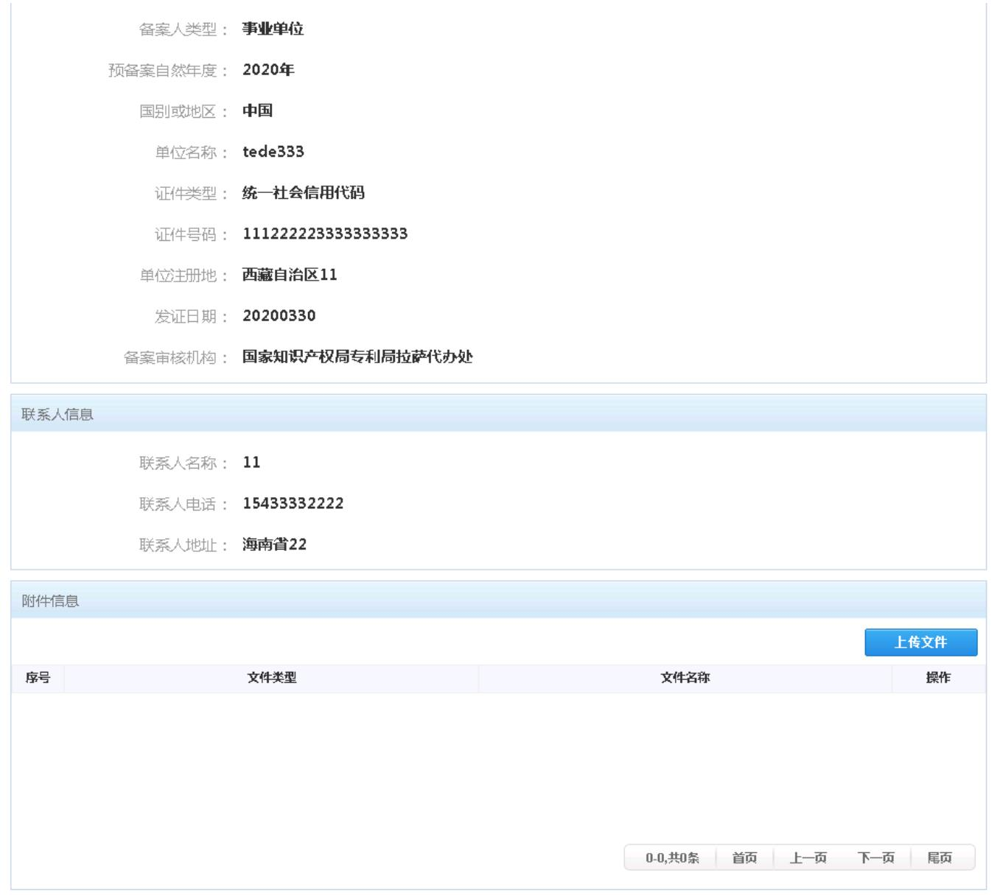 备案人类型： 事业单位
预备案自然年度： 2020年
国别或地区： 中国
单位名称： tede333
证件类型： 统一社会信用代码
证件号码： 111222223333333333
单位注册地： 西藏自治区11
发证日期： 20200330
备案审核机构： 国家知识产权局专利局拉萨代办处
联系人信息
联系人名称： 11
联系人电话： 15433332222
联系人地址： 海南省22
附件信息
上传文件
序号 文件类型 文件名称 操作
0-0,共0条 首页 上一页 下一页 尾页